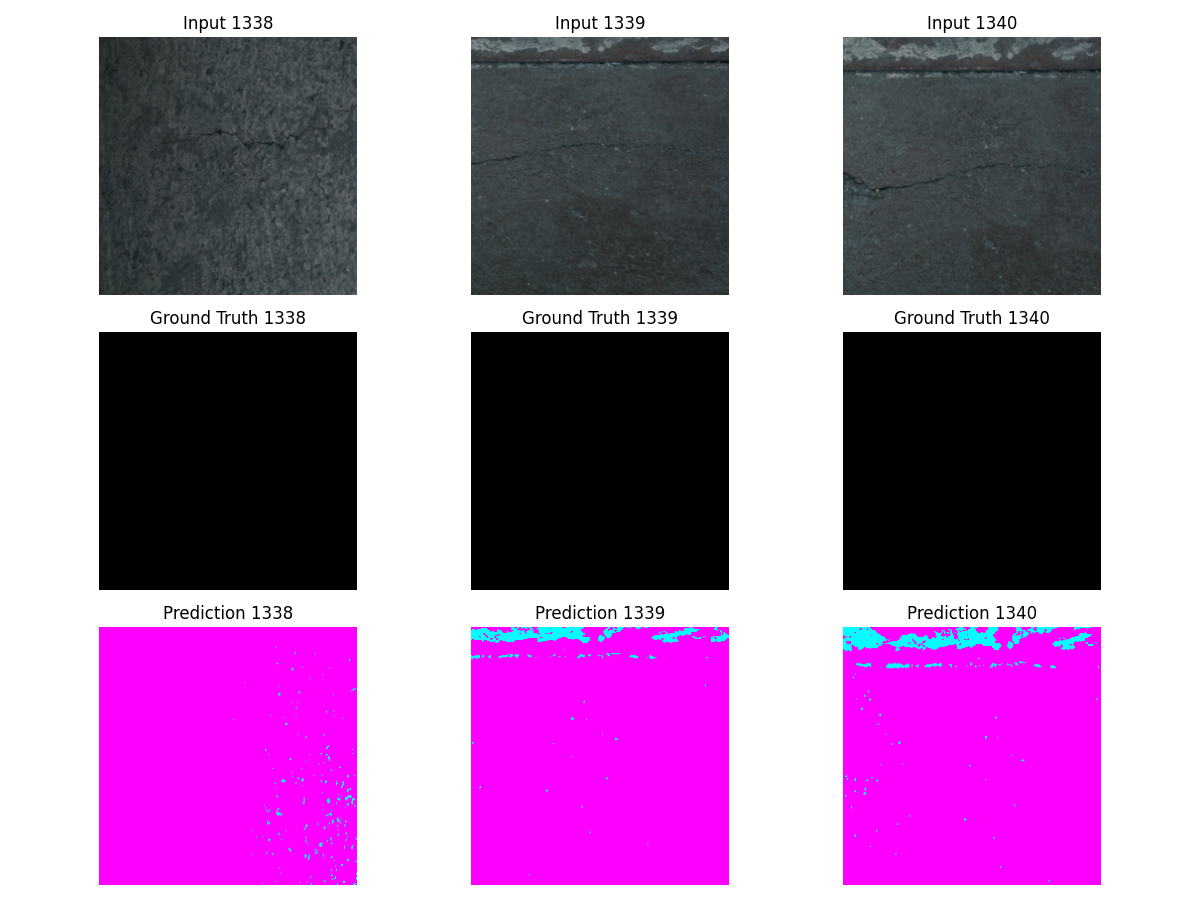 Input 1338
Input 1339
Input 1340
Ground Truth 1338
Ground Truth 1339
Ground Truth 1340
Prediction 1338
Prediction 1339
Prediction 1340